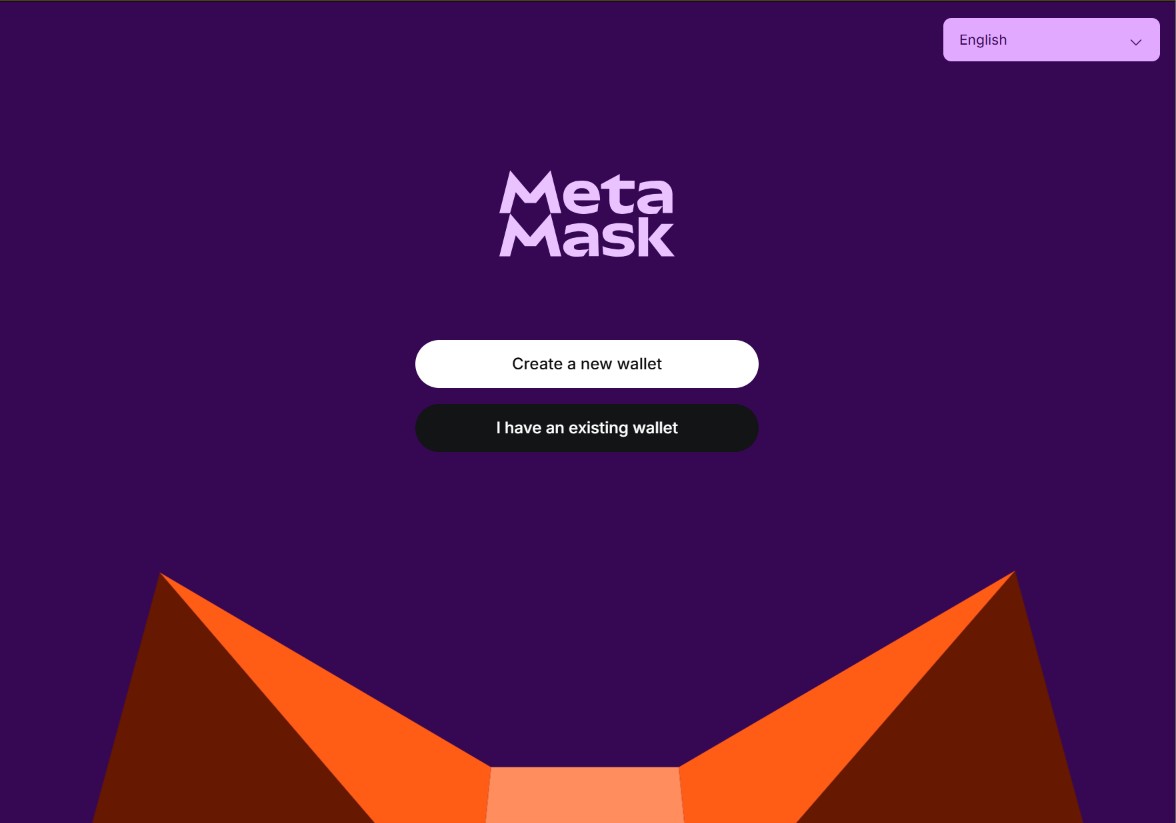 English
Meta
Mask
Create a new wallet
I have an existing wallet